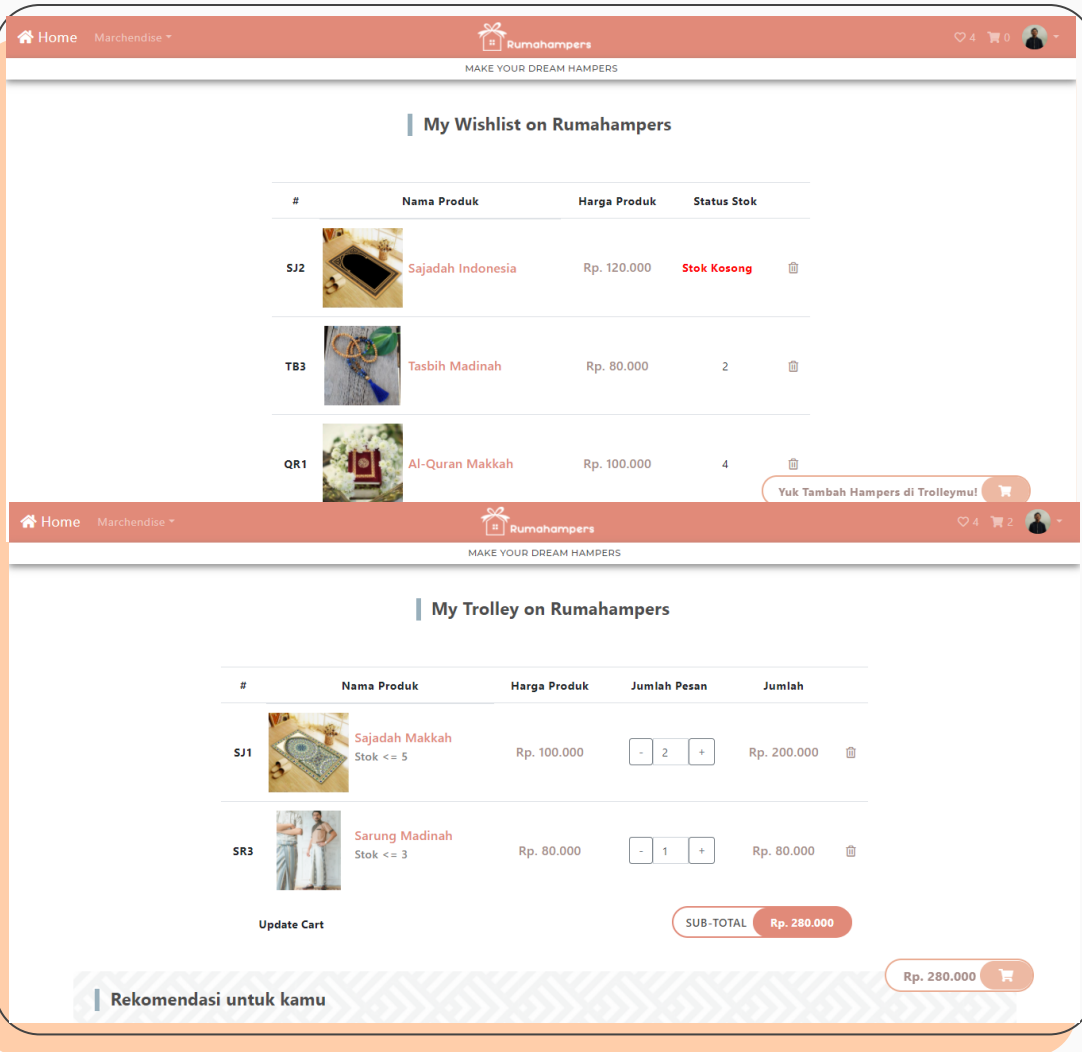 Home Marchendise Rumahampers 4 0
MAKE YOUR DREAM HAMPERS
My Wishlist on Rumahampers
# Nama Produk Harga Produk Status Stok
SJ2 Sajadah Indonesia Rp. 120.000 Stok Kosong
TB3 Tasbih Madinah Rp. 80.000 2
QR1 Al-Quran Makkah Rp. 100.000 4
Yuk Tambah Hampers di Trolleymu!
Home Marchendise Rumahampers 4 2
MAKE YOUR DREAM HAMPERS
My Trolley on Rumahampers
# Nama Produk Harga Produk Jumlah Pesan Jumlah
SJ1 Sajadah Makkah Rp. 100.000 - 2 + Rp. 200.000
Stok <= 5
SR3 Sarung Madinah Rp. 80.000 - 1 + Rp. 80.000
Stok <= 3
Update Cart SUB-TOTAL Rp. 280.000
Rp. 280.000
Rekomendasi untuk kamu